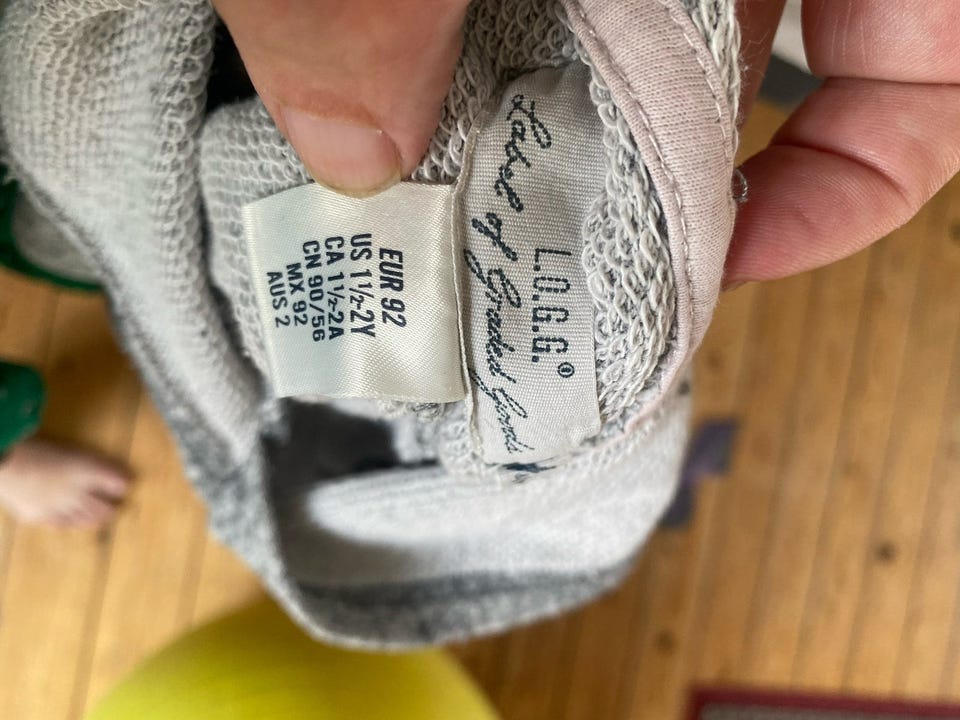 L.O.G.G.®
Label of Graded Goods
EUR 92
US 1½-2Y
CA 1½-2A
CN 90/56
MX 92
AUS 2